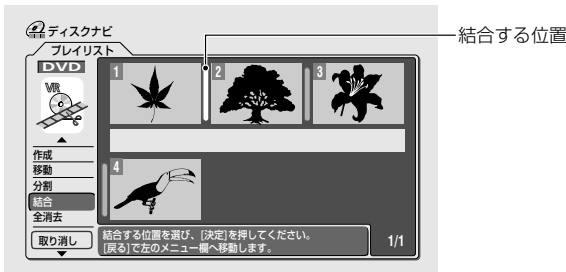 ディスクナビ
プレイリスト
DVD
VR
作成
移動
分割
結合
全消去
取り消し
1
2
3
4
結合する位置を選び、[決定]を押してください。
[戻る]で左のメニュー欄へ移動します。
1/1
結合する位置